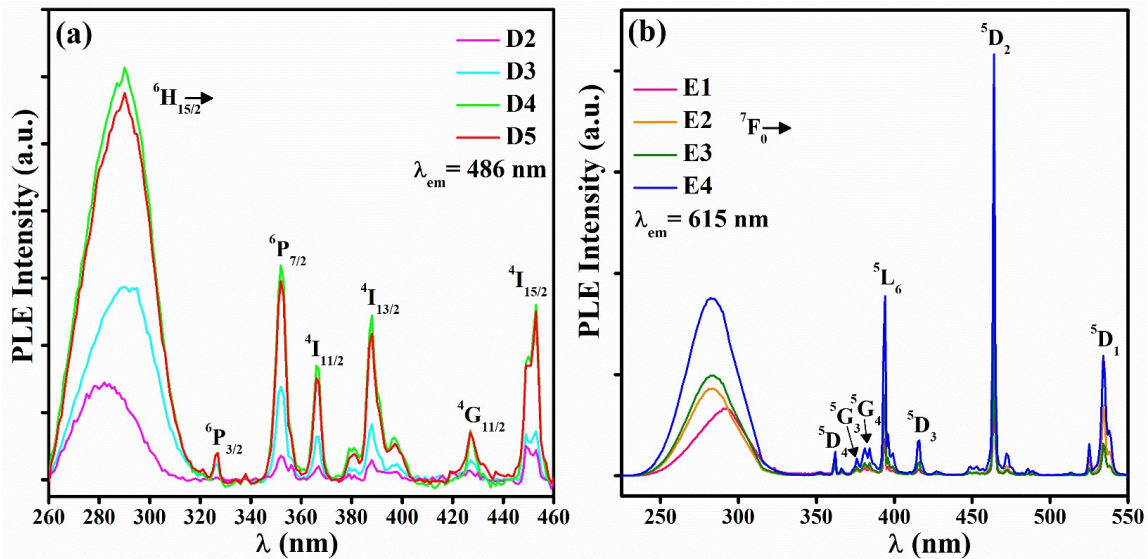 (a)
D2
D3
D4
D5
λem= 486 nm
6H15/2
6P3/2
6P7/2
4I11/2
4I13/2
4G11/2
4I15/2
PLE Intensity (a.u.)
260 280 300 320 340 360 380 400 420 440 460
λ (nm)
(b)
E1
E2
E3
E4
λem= 615 nm
7F0
5D4
5G3
5G4
5L6
5D3
5D2
5D1
PLE Intensity (a.u.)
250 300 350 400 450 500 550
λ (nm)